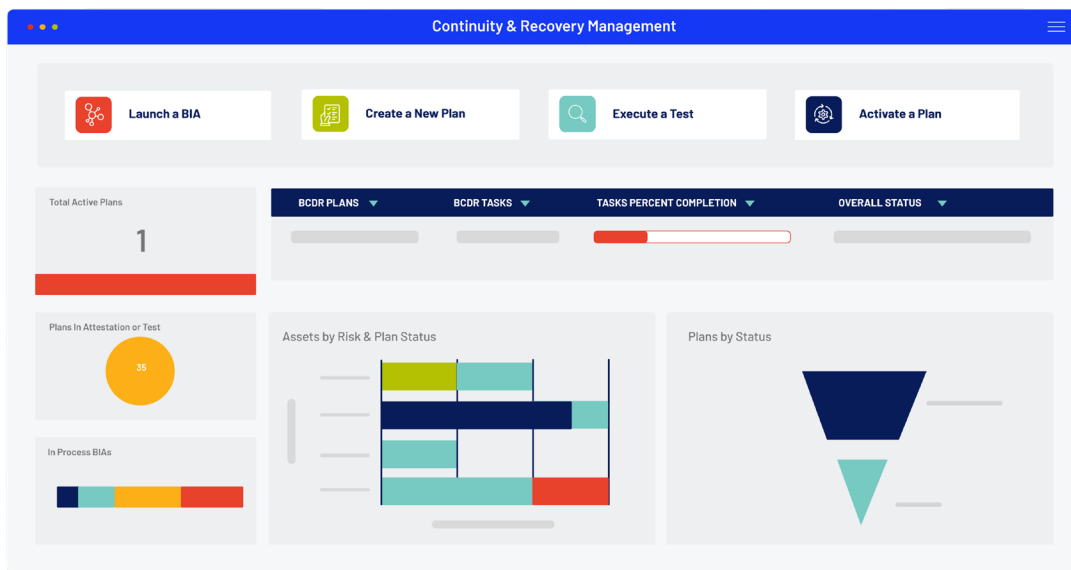 Continuity & Recovery Management
Launch a BIA
Create a New Plan
Execute a Test
Activate a Plan
Total Active Plans
1
BCDR PLANS
BCDR TASKS
TASKS PERCENT COMPLETION
OVERALL STATUS
Plans In Attestation or Test
35
In Process BIAs
Assets by Risk & Plan Status
Plans by Status